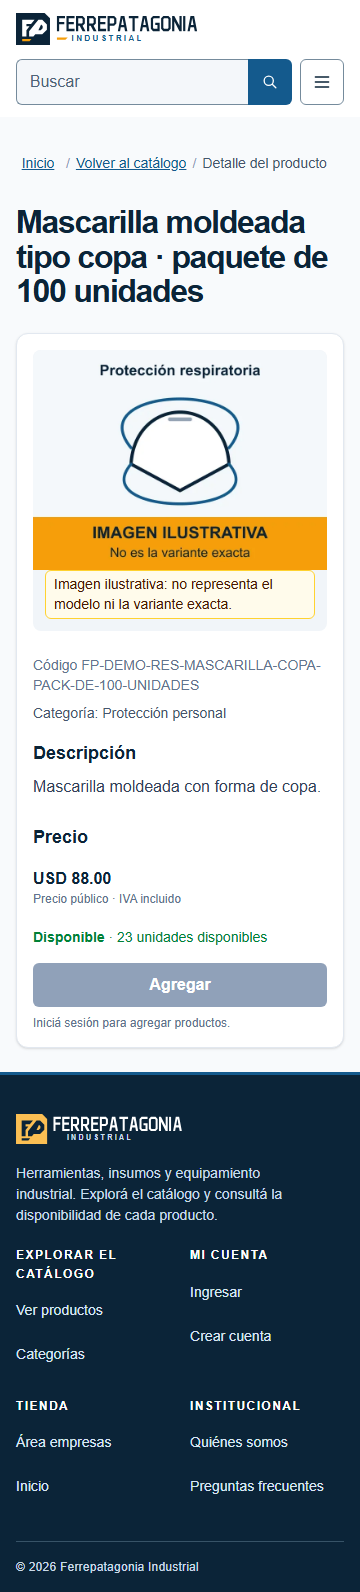 FERREPATAGONIA
INDUSTRIAL
Buscar
Inicio / Volver al catálogo / Detalle del producto
Mascarilla moldeada
tipo copa · paquete de
100 unidades
Protección respiratoria
IMAGEN ILUSTRATIVA
No es la variante exacta
Imagen ilustrativa: no representa el
modelo ni la variante exacta.
Código FP-DEMO-RES-MASCARILLA-COPA-
PACK-DE-100-UNIDADES
Categoría: Protección personal
Descripción
Mascarilla moldeada con forma de copa.
Precio
USD 88.00
Precio público · IVA incluido
Disponible · 23 unidades disponibles
Agregar
Iniciá sesión para agregar productos.
FERREPATAGONIA
INDUSTRIAL
Herramientas, insumos y equipamiento
industrial. Explorá el catálogo y consultá la
disponibilidad de cada producto.
EXPLORAR EL
CATÁLOGO
Ver productos
Categorías
MI CUENTA
Ingresar
Crear cuenta
TIENDA
Área empresas
Inicio
INSTITUCIONAL
Quiénes somos
Preguntas frecuentes
© 2026 Ferrepatagonia Industrial